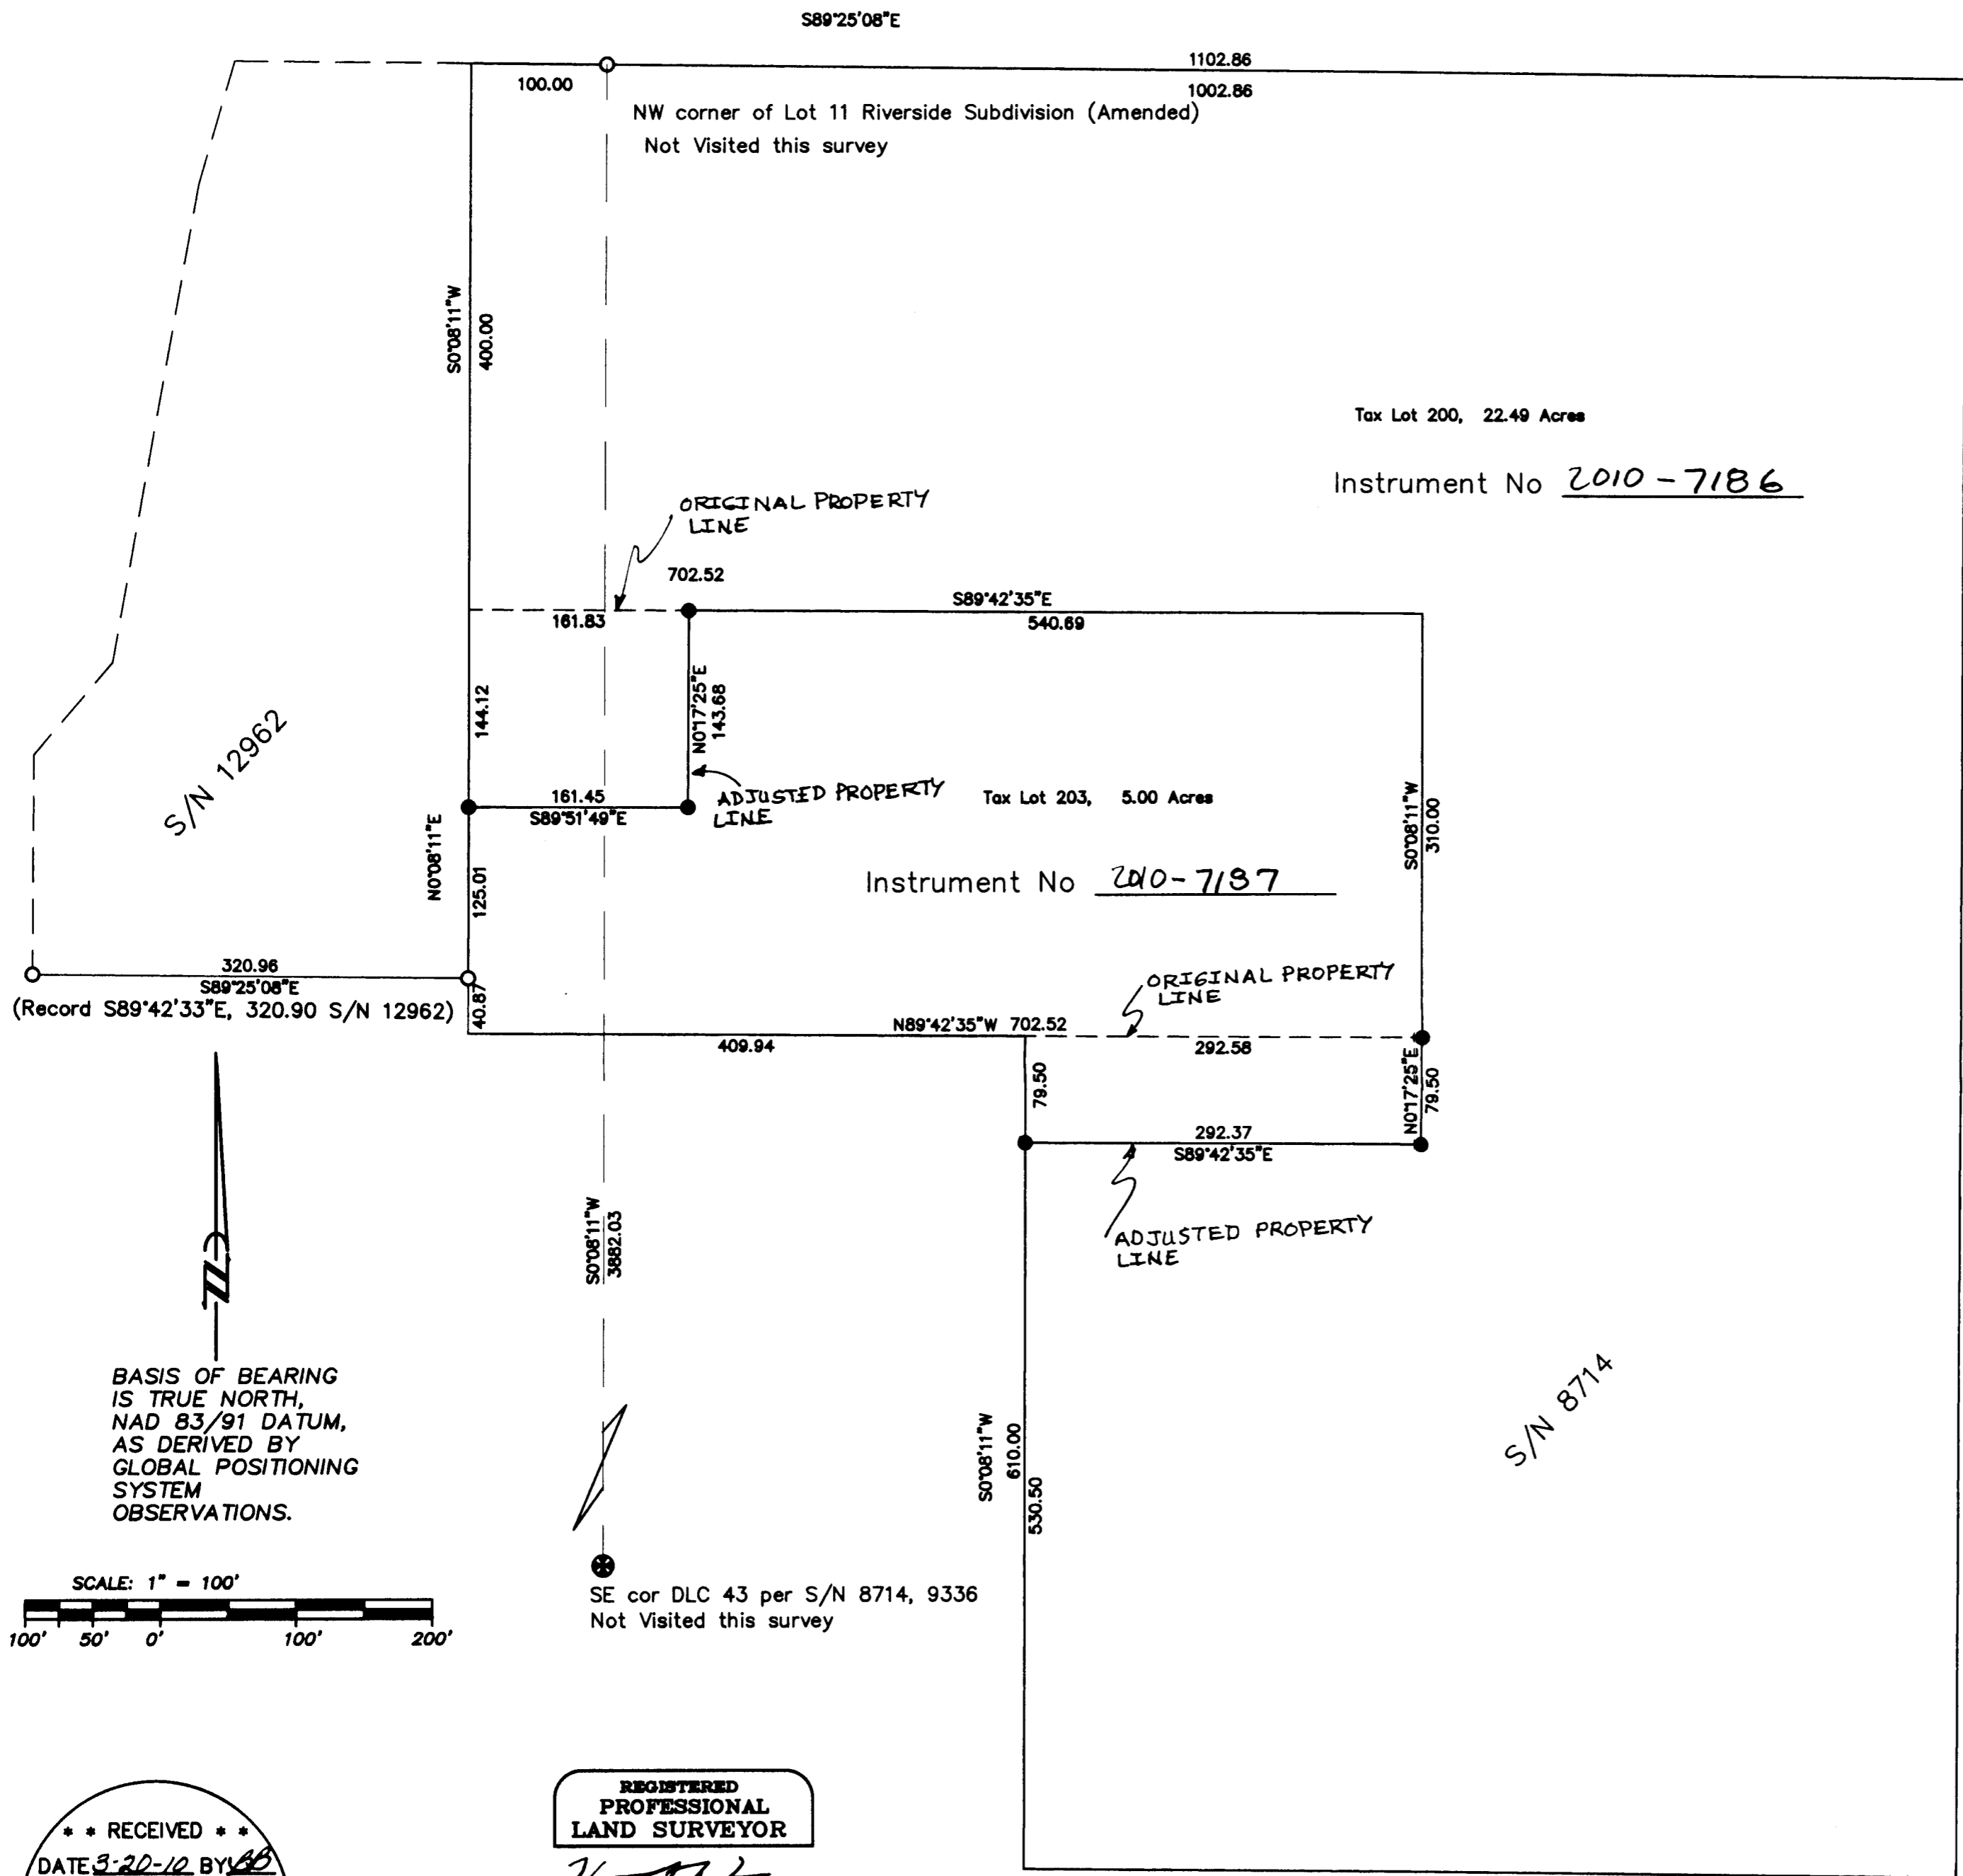 S89°25'08"E
1102.86
100.00
1002.86
NW corner of Lot 11 Riverside Subdivision (Amended)
Not Visited this survey
S0°08'11"W
400.00
Tax Lot 200, 22.49 Acres
Instrument No 2010-7186
ORIGINAL PROPERTY
LINE
702.52
S89°42'35"E
161.83
540.69
N0°17'25"E
143.68
144.12
S/N 12962
161.45
S89°51'49"E
ADJUSTED PROPERTY
LINE
Tax Lot 203, 5.00 Acres
S0°08'11"W
310.00
N0°08'11"E
125.01
Instrument No 2010-7187
320.96
S89°25'08"E
(Record S89°42'33"E, 320.90 S/N 12962)
40.87
ORIGINAL PROPERTY
LINE
N89°42'35"W 702.52
409.94
292.58
79.50
N0°17'25"E
79.50
292.37
S89°42'35"E
ADJUSTED PROPERTY
LINE
S0°08'11"W
3882.03
N
BASIS OF BEARING
IS TRUE NORTH,
NAD 83/91 DATUM,
AS DERIVED BY
GLOBAL POSITIONING
SYSTEM
OBSERVATIONS.
S0°08'11"W
610.00
530.50
S/N 8714
SCALE: 1" = 100'
100' 50' 0' 100' 200'
SE cor DLC 43 per S/N 8714, 9336
Not Visited this survey
REGISTERED
PROFESSIONAL
LAND SURVEYOR
* * RECEIVED * *
DATE 3-20-10 BY BB